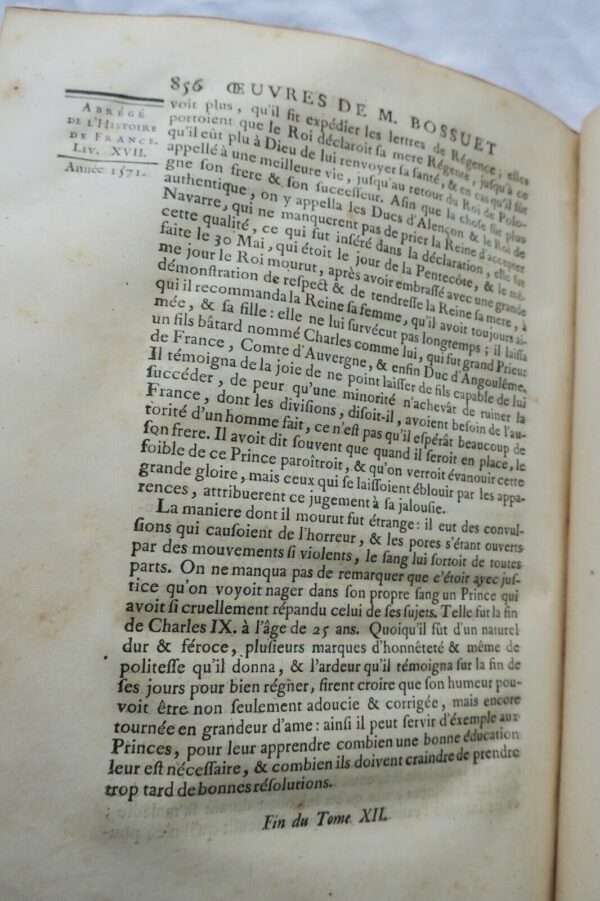 856 ŒUVRES DE M. BOSSUET
ABRÉGÉ
DE L'HISTOIRE
DE FRANCE.
LIV. XVII.
Année 1571.
voit plus, qu'il fit expédier les lettres de Régence; elles
portoient que le Roi déclaroit sa mere Régente, jusqu'à ce
qu'il eût plu à Dieu de lui renvoyer sa santé, & en cas qu'il fût
appellé à une meilleure vie, jusqu'au retour du Roi de Polo-
gne son frere & son successeur. Afin que la chose fut plus
authentique, on y appella les Ducs d'Alençon & le Roi de
Navarre, qui ne manquerent pas de prier la Reine d'accepter
cette qualité, ce qui fut inséré dans la déclaration, elle fut
faite le 30 Mai, qui étoit le jour de la Pentecôte, & le mê-
me jour le Roi mourut, après avoir embrassé avec une grande
démonstration de respect & de tendresse la Reine sa mere, à
qui il recommanda la Reine sa femme, qu'il avoit toujours ai-
mée, & sa fille: elle ne lui survécut pas longtemps; il laissa
un fils bâtard nommé Charles comme lui, qui fut grand Prieur
de France, Comte d'Auvergne, & enfin Duc d'Angoulême.
Il témoigna de la joie de ne point laisser de fils capable de lui
succéder, de peur qu'une minorité n'achevât de ruiner la
France, dont les divisions, disoit-il, avoient besoin de l'au-
torité d'un homme fait, ce n'est pas qu'il espérât beaucoup de
son frere. Il avoit dit souvent que quand il seroit en place, le
foible de ce Prince paroîtroit, & qu'on verroit évanouir cette
grande gloire, mais ceux qui se laissoient éblouir par les appa-
rences, attribuerent ce jugement à sa jalousie.
La maniere dont il mourut fut étrange: il eut des convul-
sions qui causoient de l'horreur, & les pores s'étant ouverts
par des mouvements si violents, le sang lui sortoit de toutes
parts. On ne manqua pas de remarquer que c'étoit avec jus-
tice qu'on voyoit nager dans son propre sang un Prince qui
avoit si cruellement répandu celui de ses sujets. Telle fut la fin
de Charles IX. à l'âge de 25 ans. Quoiqu'il fût d'un naturel
dur & féroce, plusieurs marques d'honnêteté & même de
politesse qu'il donna, & l'ardeur qu'il témoigna sur la fin de
ses jours pour bien régner, firent croire que son humeur pou-
voit être non seulement adoucie & corrigée, mais encore
tournée en grandeur d'ame: ainsi il peut servir d'éxemple aux
Princes, pour leur apprendre combien une bonne éducation
leur est nécessaire, & combien ils doivent craindre de prendre
trop tard de bonnes résolutions.
Fin du Tome XII.